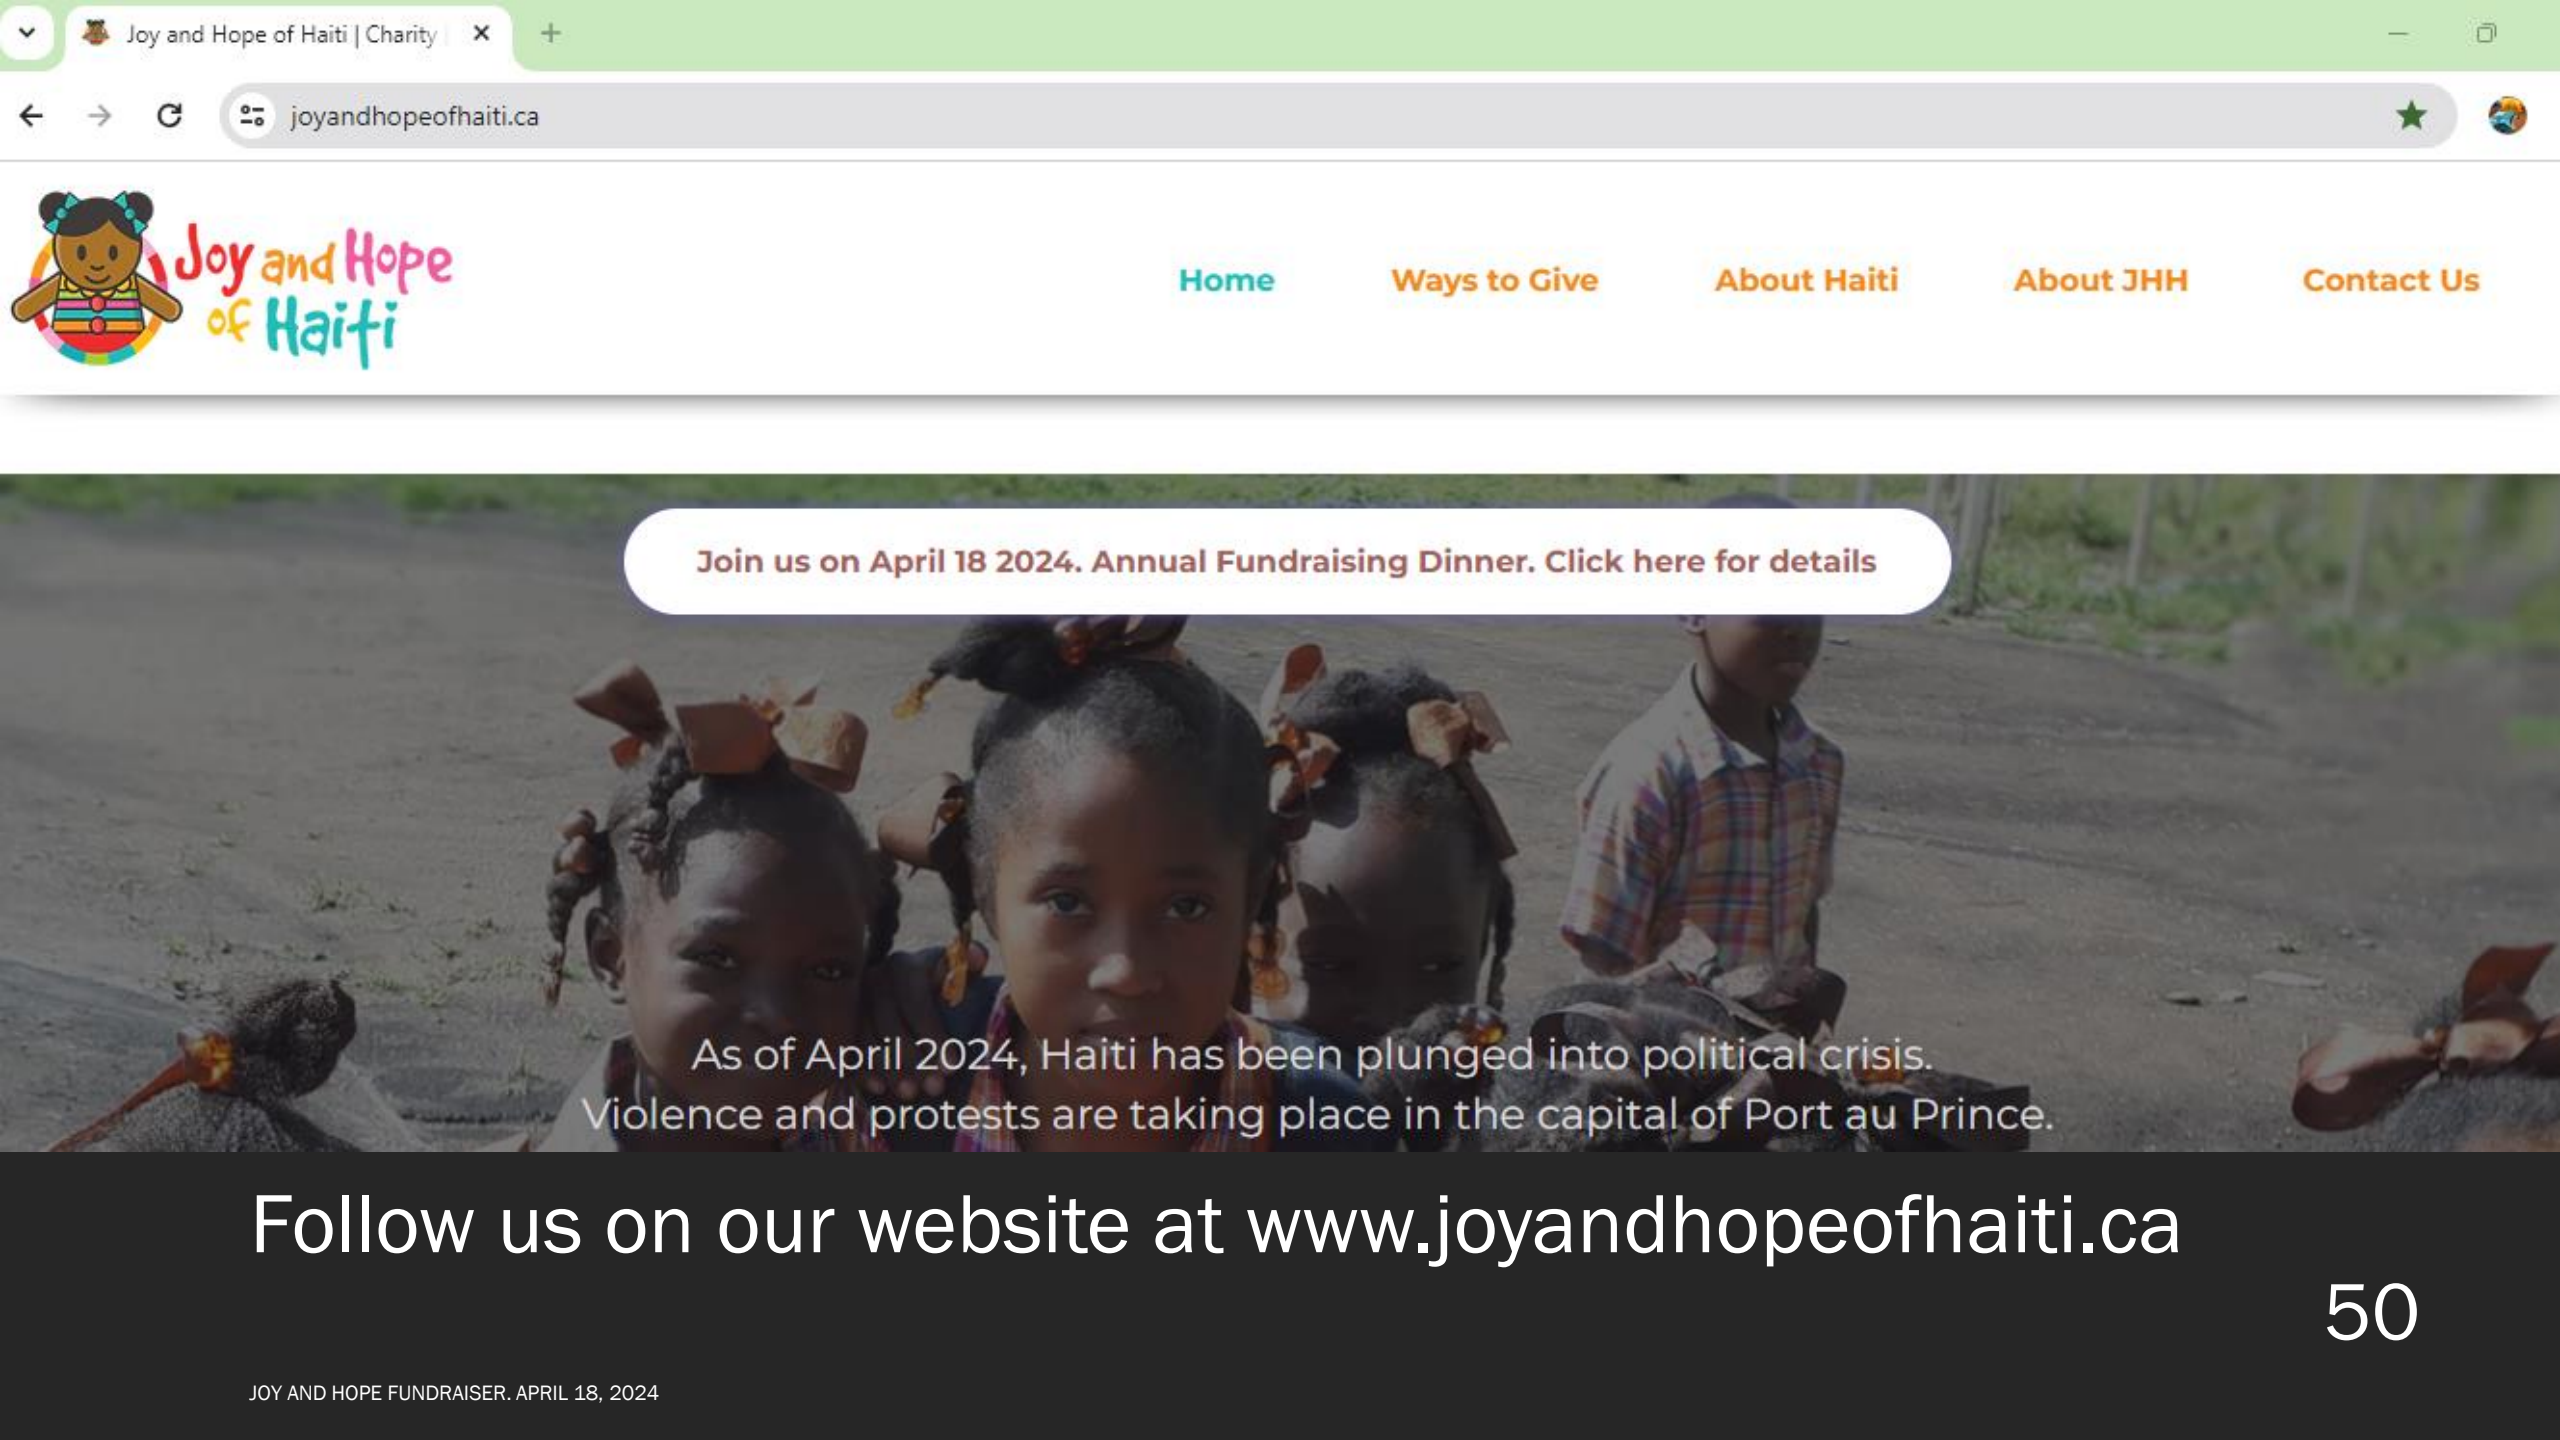 Joy and Hope of Haiti | Charity
joyandhopeofhaiti.ca
Joy and Hope
of Haiti
Home Ways to Give About Haiti About JHH Contact Us
Join us on April 18 2024. Annual Fundraising Dinner. Click here for details
As of April 2024, Haiti has been plunged into political crisis.
Violence and protests are taking place in the capital of Port au Prince.
Follow us on our website at www.joyandhopeofhaiti.ca
50
JOY AND HOPE FUNDRAISER. APRIL 18, 2024